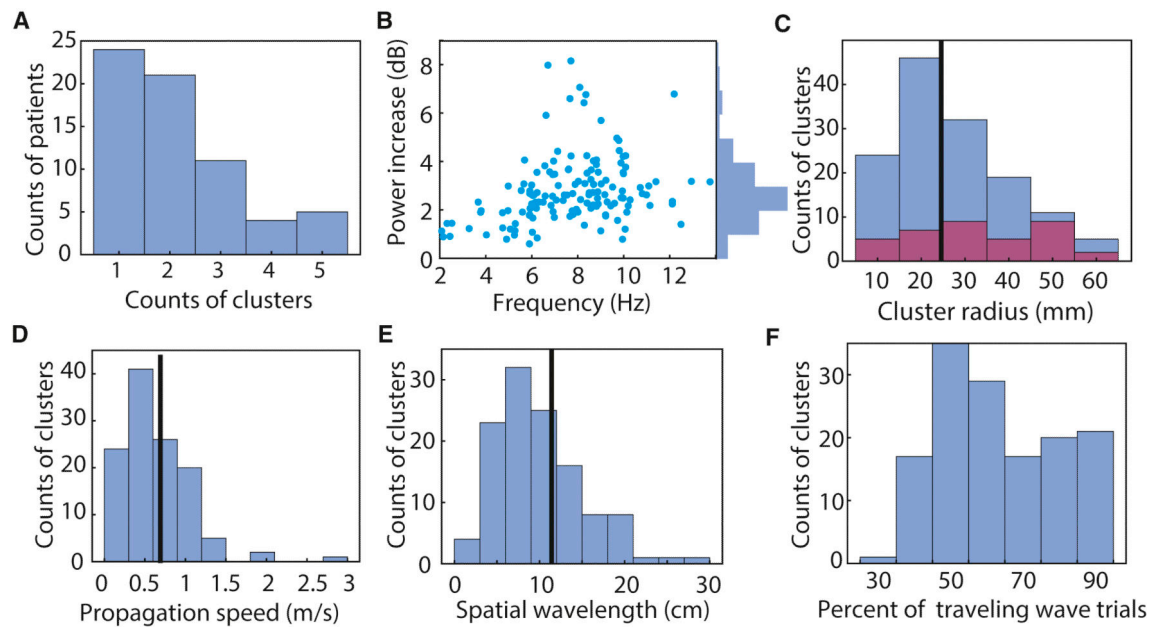 A
Counts of patients
25
20
15
10
5
0
1 2 3 4 5
Counts of clusters
B
Power increase (dB)
8
6
4
2
0
2 4 6 8 10 12
Frequency (Hz)
C
Counts of clusters
40
30
20
10
0
10 20 30 40 50 60
Cluster radius (mm)
D
Counts of clusters
40
30
20
10
0
0 0.5 1 1.5 2 2.5 3
Propagation speed (m/s)
E
Counts of clusters
30
20
10
0
0 10 20 30
Spatial wavelength (cm)
F
Counts of clusters
30
20
10
0
30 50 70 90
Percent of traveling wave trials